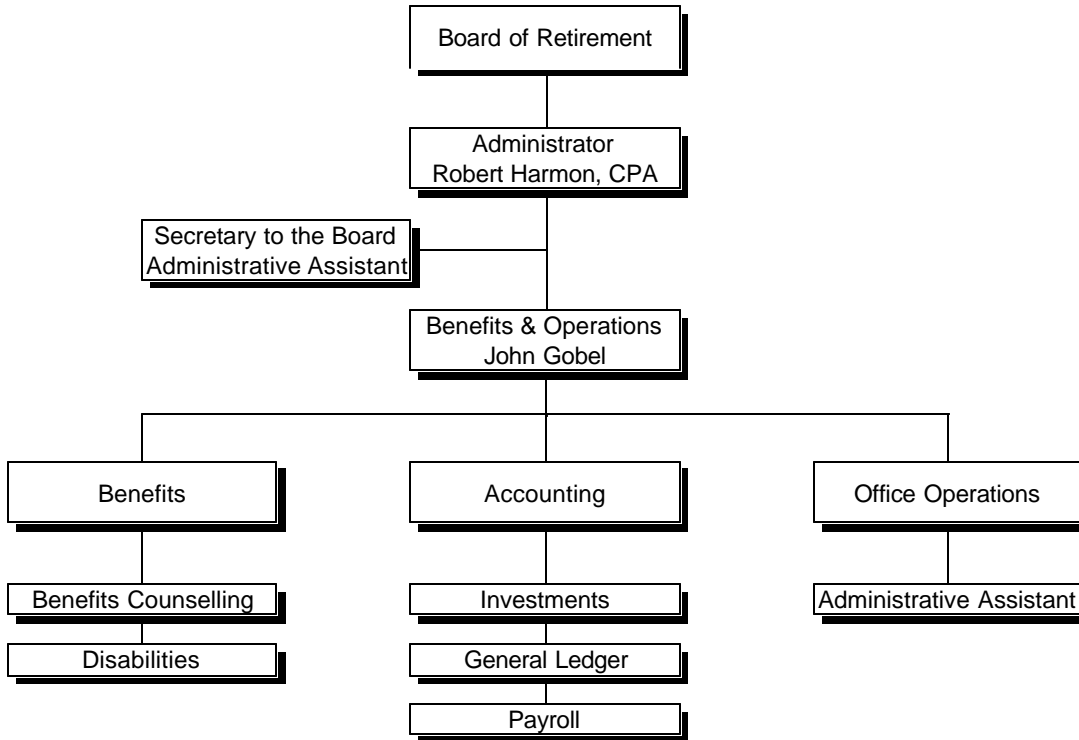 Board of Retirement
Administrator
Robert Harmon, CPA
Secretary to the Board
Administrative Assistant
Benefits & Operations
John Gobel
Benefits
Accounting
Office Operations
Benefits Counselling
Investments
Administrative Assistant
Disabilities
General Ledger
Payroll